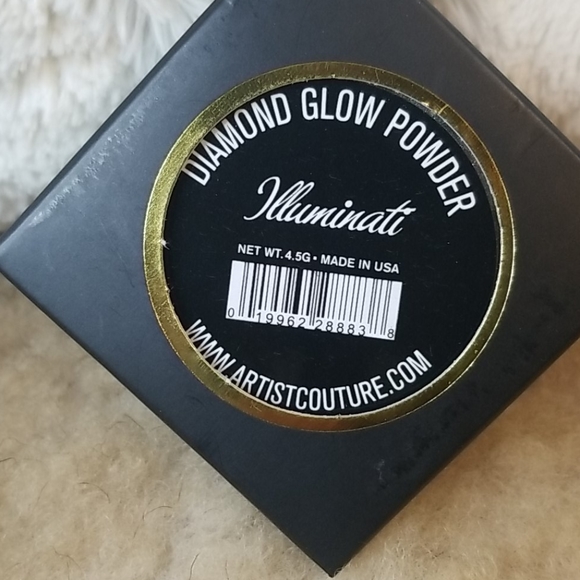 DIAMOND GLOW POWDER
Illuminati
NET WT. 4.5G • MADE IN USA
0 19962 28883 8
WWW.ARTISTCOUTURE.COM